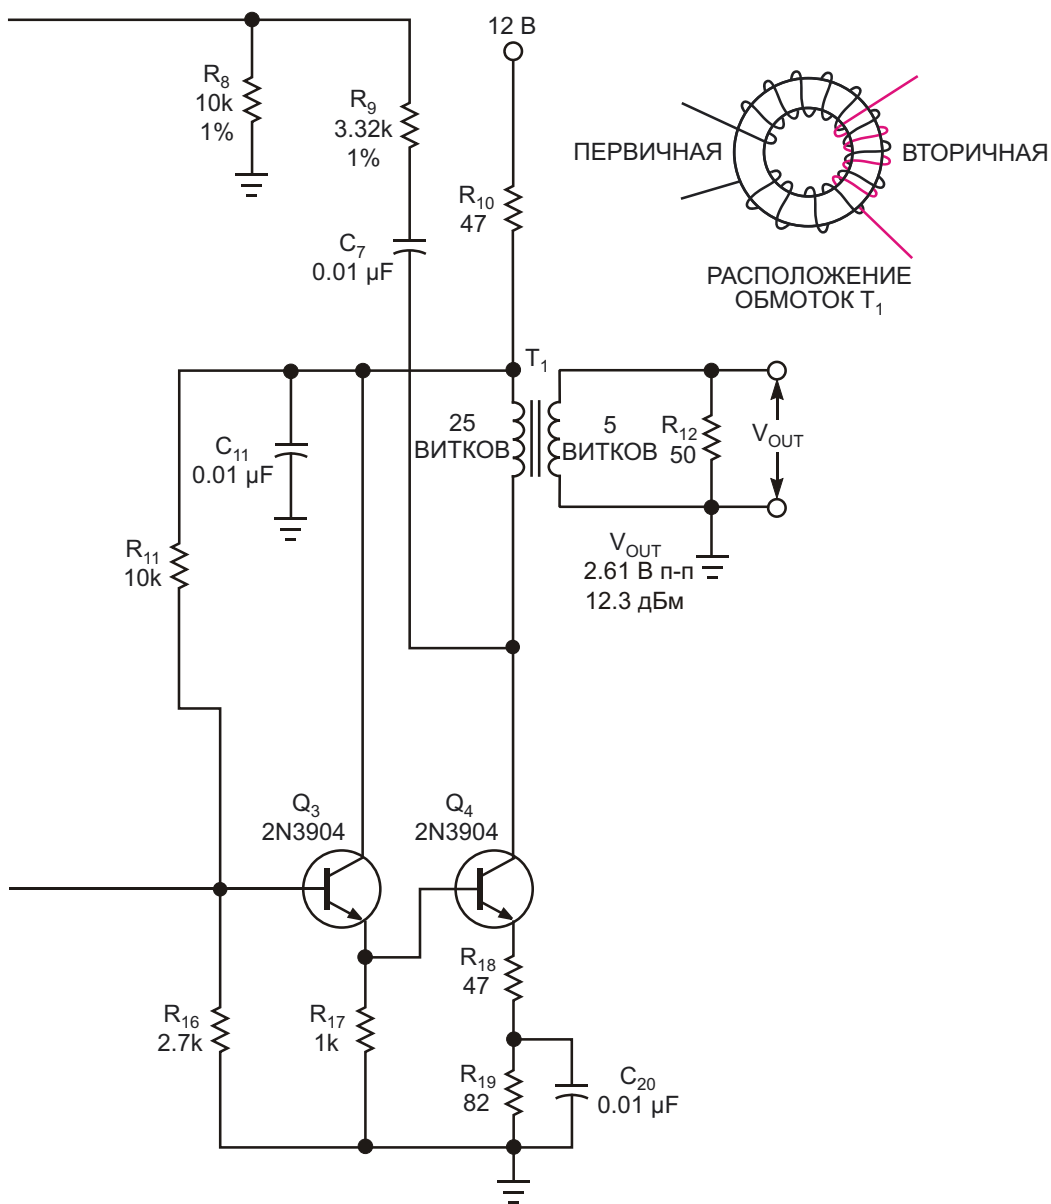 12 В
R8
10k
1%
R9
3.32k
1%
ПЕРВИЧНАЯ
ВТОРИЧНАЯ
R10
47
C7
0.01 µF
РАСПОЛОЖЕНИЕ
ОБМОТОК T1
T1
25
ВИТКОВ
5
ВИТКОВ
R12
50
VOUT
C11
0.01 µF
R11
10k
VOUT
2.61 В п-п
12.3 дБм
Q3
2N3904
Q4
2N3904
R18
47
R16
2.7k
R17
1k
R19
82
C20
0.01 µF